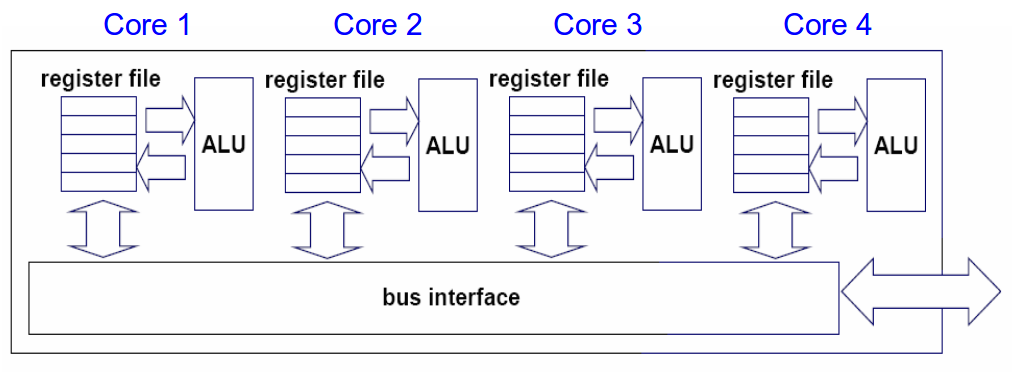 Core 1 Core 2 Core 3 Core 4
register file register file register file register file
ALU ALU ALU ALU
bus interface